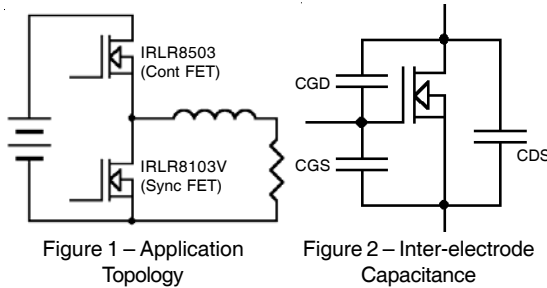 IRLR8503
(Cont FET)
IRLR8103V
(Sync FET)
Figure 1 – Application
Topology
CGD
CGS
CDS
Figure 2 – Inter-electrode
Capacitance